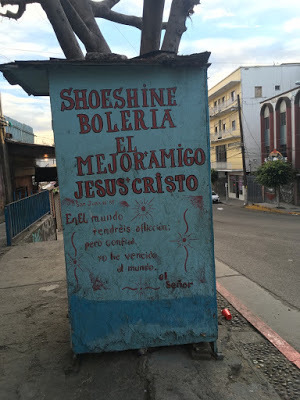 SHOESHINE
BOLERIA
EL
MEJOR AMIGO
JESUS CRISTO
En El mundo
tendréis aflicción:
pero confiad,
yo he vencido
al mundo.
el
Señor